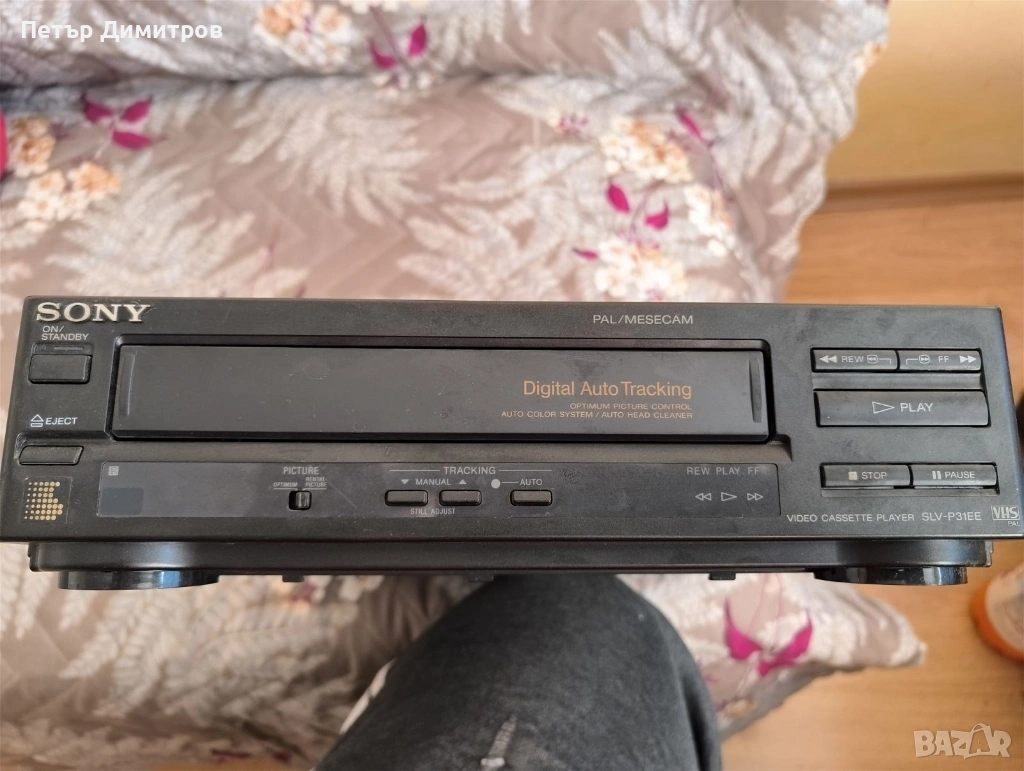 Петър Димитров
SONY
PAL/MESECAM
ON/
STANDBY
REW
FF
Digital Auto Tracking
OPTIMUM PICTURE CONTROL
AUTO COLOR SYSTEM / AUTO HEAD CLEANER
PLAY
EJECT
PICTURE
OPTIMUM
RENTAL
PICTURE
TRACKING
MANUAL
AUTO
STILL ADJUST
REW PLAY FF
STOP
PAUSE
VIDEO CASSETTE PLAYER SLV-P31EE
VHS
PAL
BAZAR